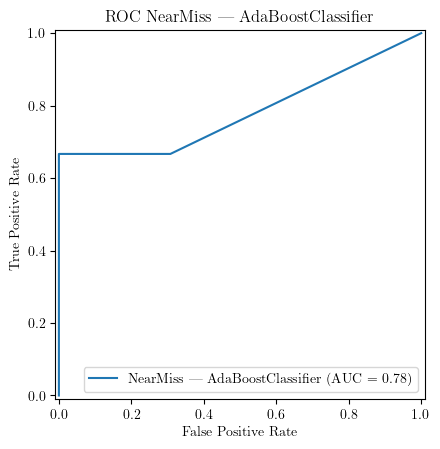 ROC NearMiss — AdaBoostClassifier
1.0
0.8
0.6
0.4
0.2
0.0
True Positive Rate
NearMiss — AdaBoostClassifier (AUC = 0.78)
0.0 0.2 0.4 0.6 0.8 1.0
False Positive Rate